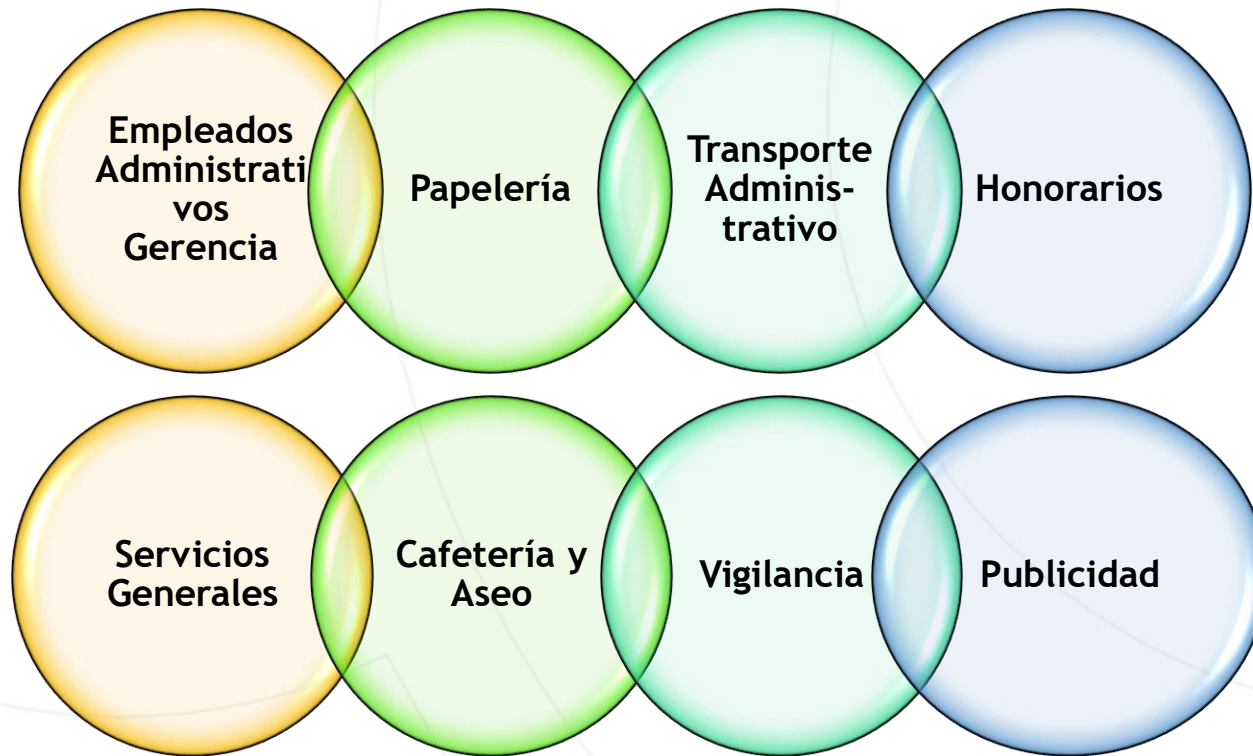 Empleados
Administrati
vos
Gerencia
Papelería
Transporte
Adminis-
trativo
Honorarios
Servicios
Generales
Cafetería y
Aseo
Vigilancia
Publicidad